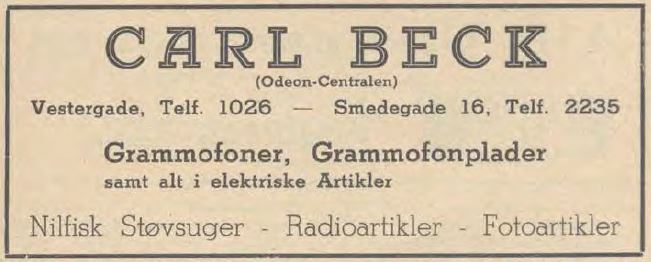 CARL BECK
(Odeon-Centralen)
Vestergade, Telf. 1026 — Smedegade 16, Telf. 2235
Grammofoner, Grammofonplader
samt alt i elektriske Artikler
Nilfisk Støvsuger - Radioartikler - Fotoartikler